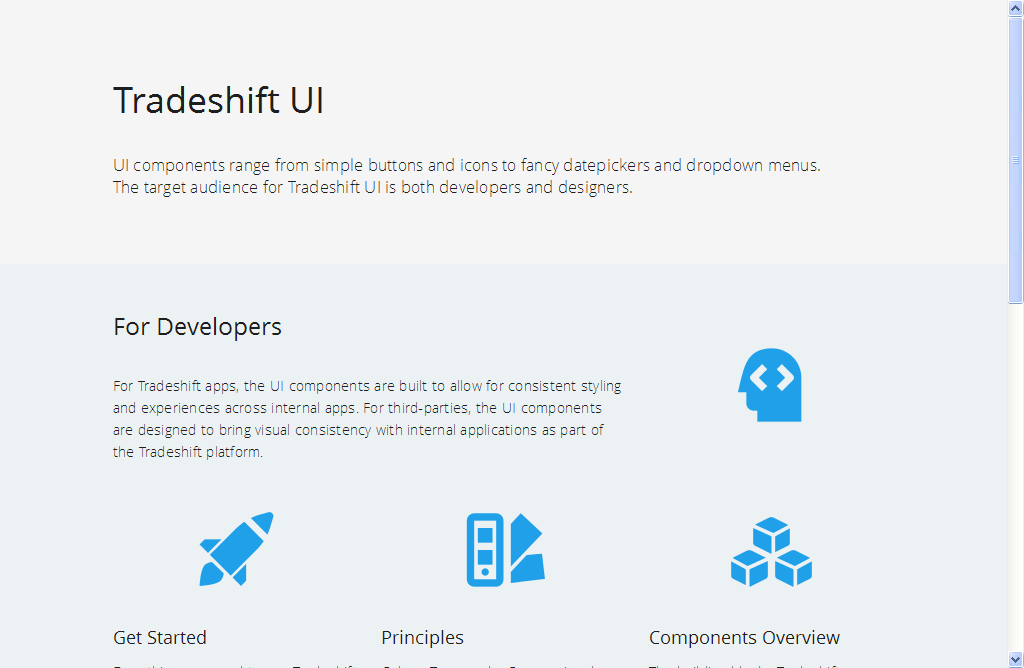 Tradeshift UI
UI components range from simple buttons and icons to fancy datepickers and dropdown menus.
The target audience for Tradeshift UI is both developers and designers.
For Developers
For Tradeshift apps, the UI components are built to allow for consistent styling
and experiences across internal apps. For third-parties, the UI components
are designed to bring visual consistency with internal applications as part of
the Tradeshift platform.
Get Started
Principles
Components Overview